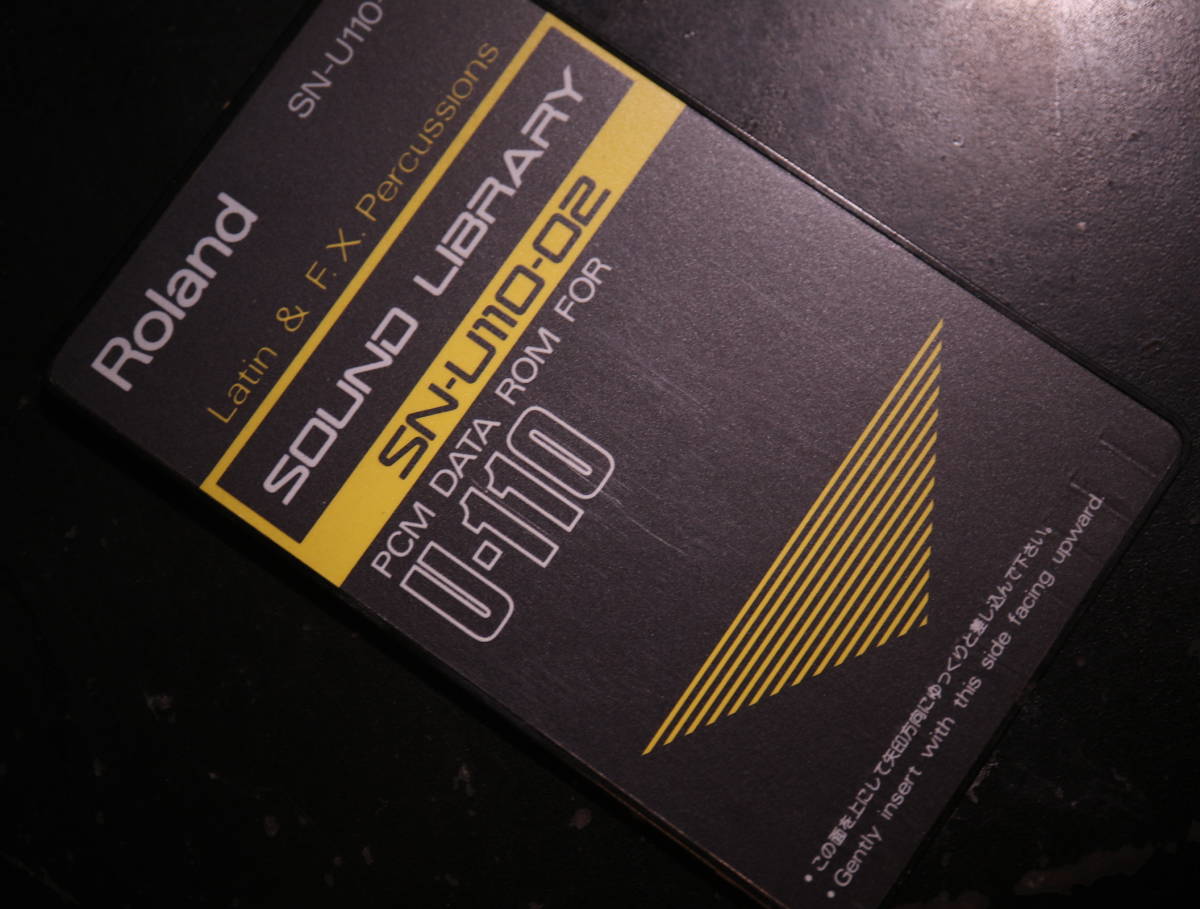 Roland
SN-U110-
Latin & F. X. Percussions
SOUND LIBRARY
SN-U110-02
PCM DATA ROM FOR
U-110
• この面を上にして矢印方向にゆっくりと差し込んで下さい。
• Gently insert with this side facing upward.